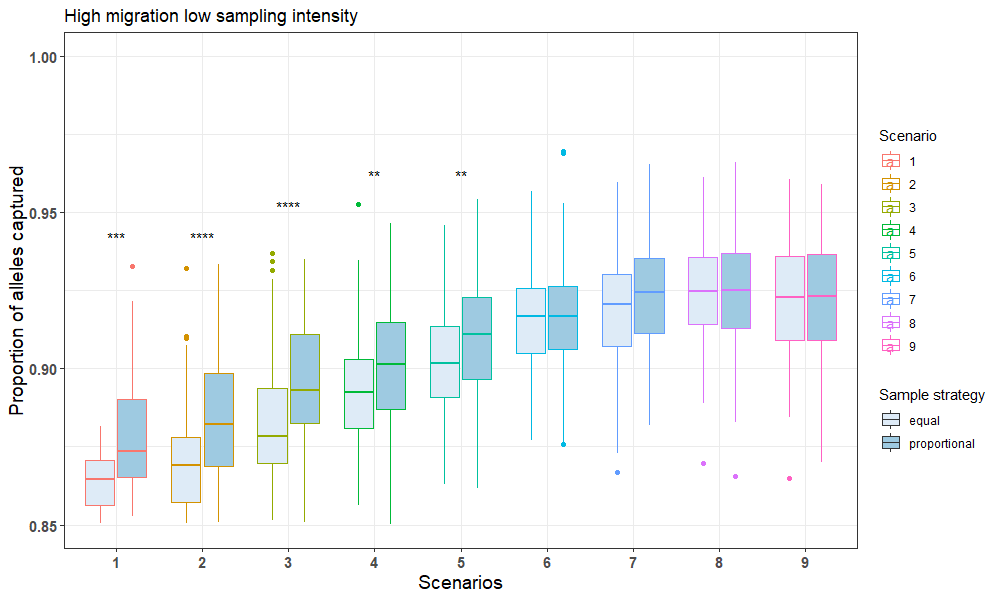 High migration low sampling intensity
Proportion of alleles captured
1.00
0.95
0.90
0.85
***
****
****
**
**
1 2 3 4 5 6 7 8 9
Scenarios
Scenario
a 1
a 2
a 3
a 4
a 5
a 6
a 7
a 8
a 9
Sample strategy
equal
proportional